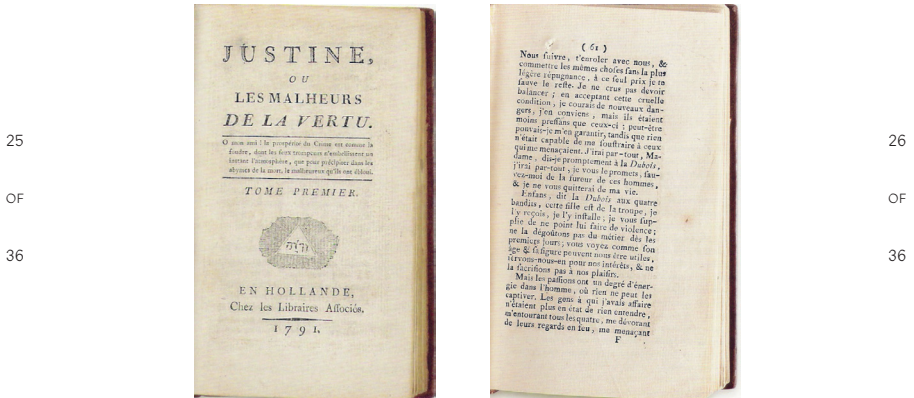 25
OF
36
JUSTINE,
OU
LES MALHEURS
DE LA VERTU.
O mon ami ! la prospérité du Crime est comme la
foudre, dont les feux trompeurs n'embellissent un
instant l'atmosphère, que pour précipiter dans les
abymes de la mort, le malheureux qu'ils ont ébloui.
TOME PREMIER.
יהוה
EN HOLLANDE,
Chez les Libraires Aſſociés.
1791.
( 61 )
Nous ſuivre, t'enroler avec nous, &
commettre les mêmes choſes ſans la plus
légère répugnance, à ce ſeul prix je te
ſauve le reſte. Je ne crus pas devoir
balancer ; en acceptant cette cruelle
condition, je courais de nouveaux dan-
gers, j'en conviens, mais ils étaient
moins preſſans que ceux-ci ; peut-être
pouvais-je m'en garantir, tandis que rien
n'était capable de me ſouſtraire à ceux
qui me menaçaient. J'irai par-tout, Ma-
dame, dis-je promptement à la Dubois,
j'irai par-tout, je vous le promets, ſau-
vez-moi de la fureur de ces hommes,
& je ne vous quitterai de ma vie.
Enfans, dit la Dubois aux quatre
bandits, cette fille eſt de la troupe, je
l'y reçois, je l'y inſtalle ; je vous ſup-
plie de ne point lui faire de violence ;
ne la dégoûtons pas du métier dès les
premiers jours ; vous voyez comme ſon
âge & ſa figure peuvent nous être utiles,
ſervons-nous-en pour nos intérêts, & ne
la ſacrifions pas à nos plaiſirs.
Mais les paſſions ont un degré d'éner-
gie dans l'homme, où rien ne peut les
captiver. Les gens à qui j'avais affaire
n'étaient plus en état de rien entendre,
m'entourant tous les quatre, me dévorant
de leurs regards en feu, me menaçant
F
26
OF
36